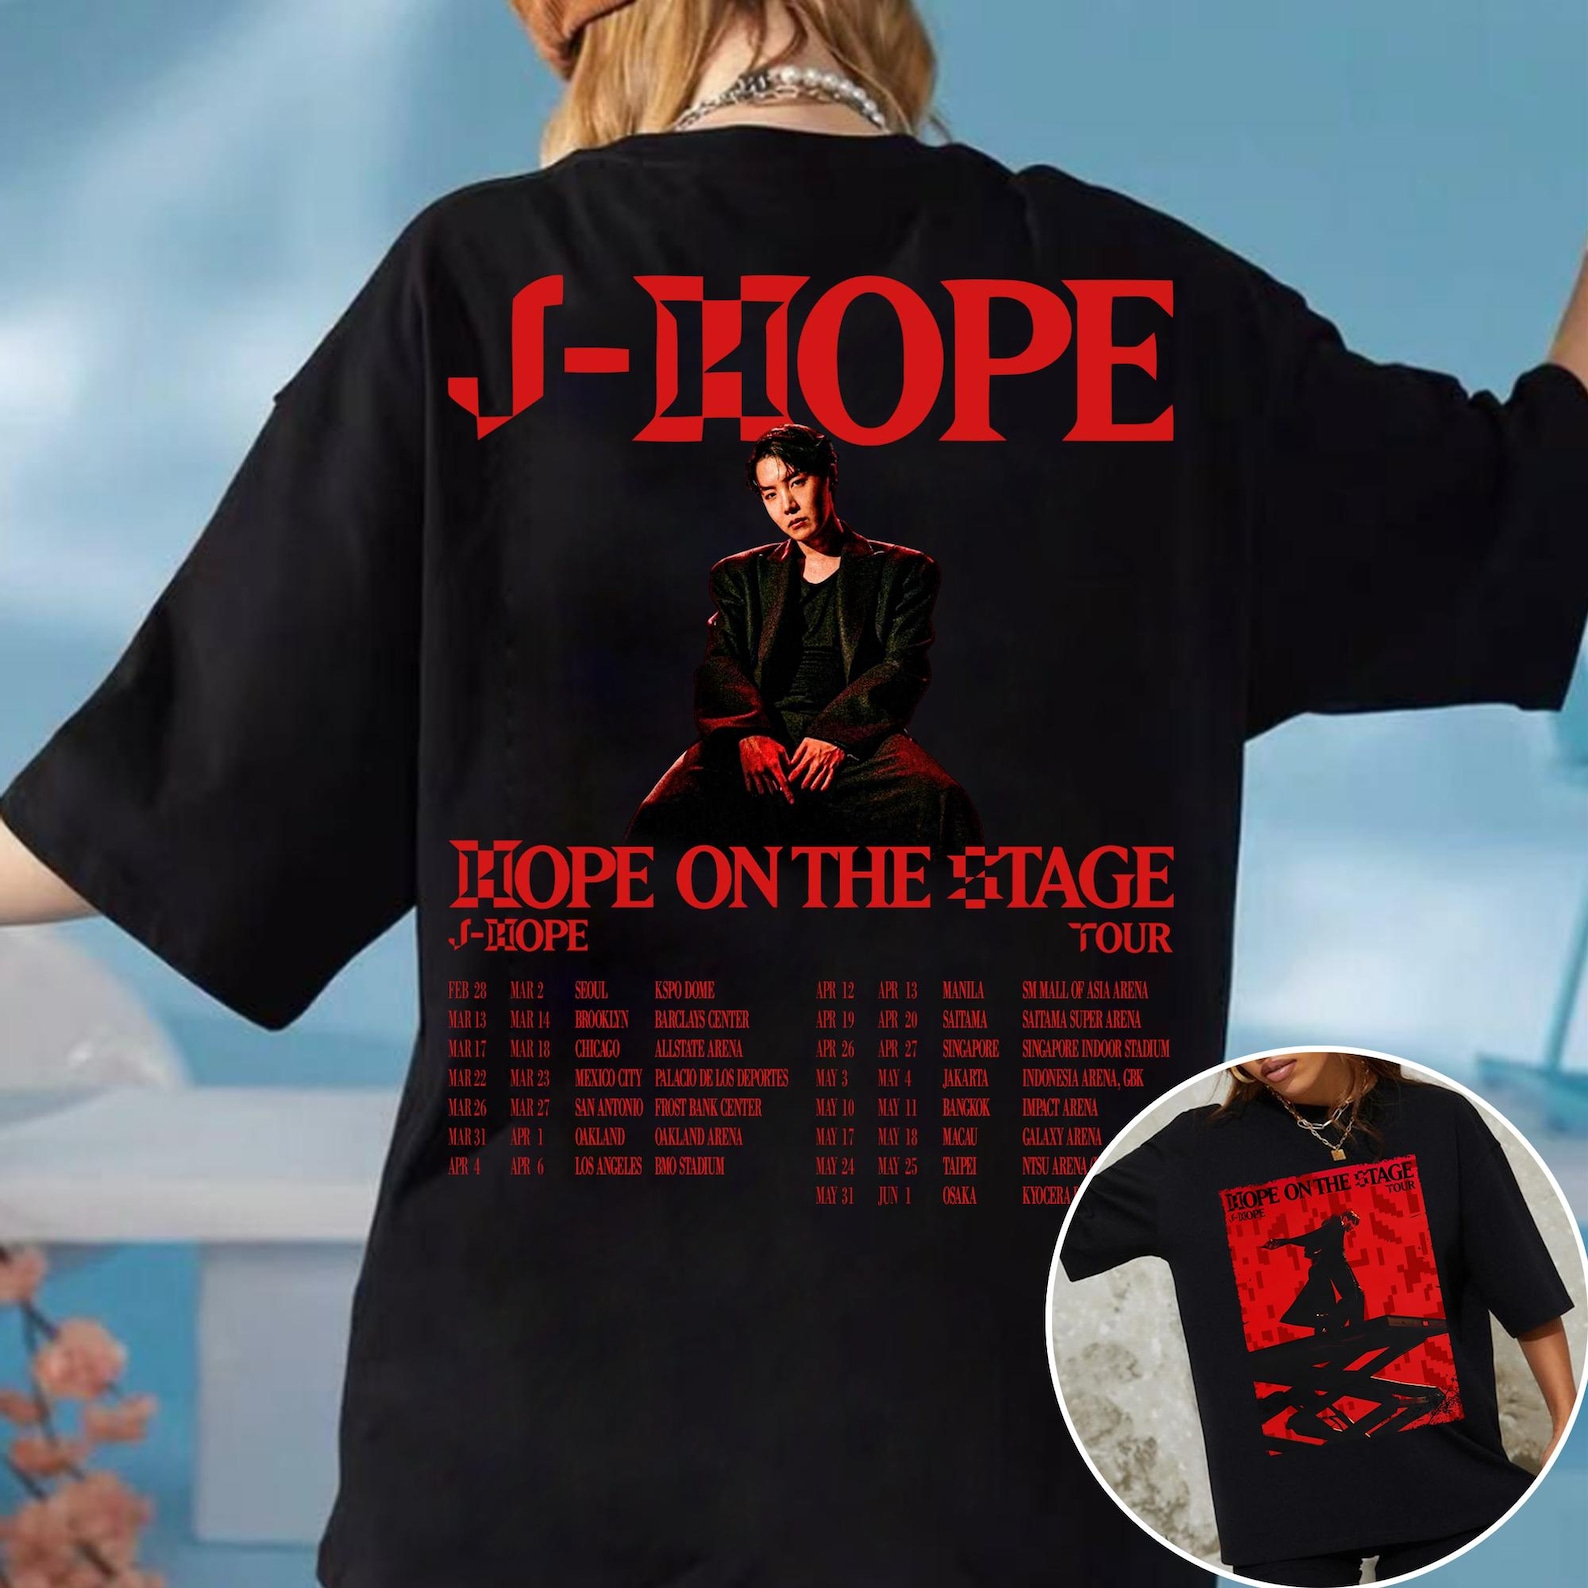 J-HOPE
HOPE ON THE STAGE
J-HOPE TOUR
FEB 28 MAR 2 SEOUL KSPO DOME
MAR 13 MAR 14 BROOKLYN BARCLAYS CENTER
MAR 17 MAR 18 CHICAGO ALLSTATE ARENA
MAR 22 MAR 23 MEXICO CITY PALACIO DE LOS DEPORTES
MAR 26 MAR 27 SAN ANTONIO FROST BANK CENTER
MAR 31 APR 1 OAKLAND OAKLAND ARENA
APR 4 APR 6 LOS ANGELES BMO STADIUM
APR 12 APR 13 MANILA SM MALL OF ASIA ARENA
APR 19 APR 20 SAITAMA SAITAMA SUPER ARENA
APR 26 APR 27 SINGAPORE SINGAPORE INDOOR STADIUM
MAY 3 MAY 4 JAKARTA INDONESIA ARENA, GBK
MAY 10 MAY 11 BANGKOK IMPACT ARENA
MAY 17 MAY 18 MACAU GALAXY ARENA
MAY 24 MAY 25 TAIPEI NTSU ARENA
MAY 31 JUN 1 OSAKA KYOCERA
HOPE ON THE STAGE
TOUR
J-HOPE